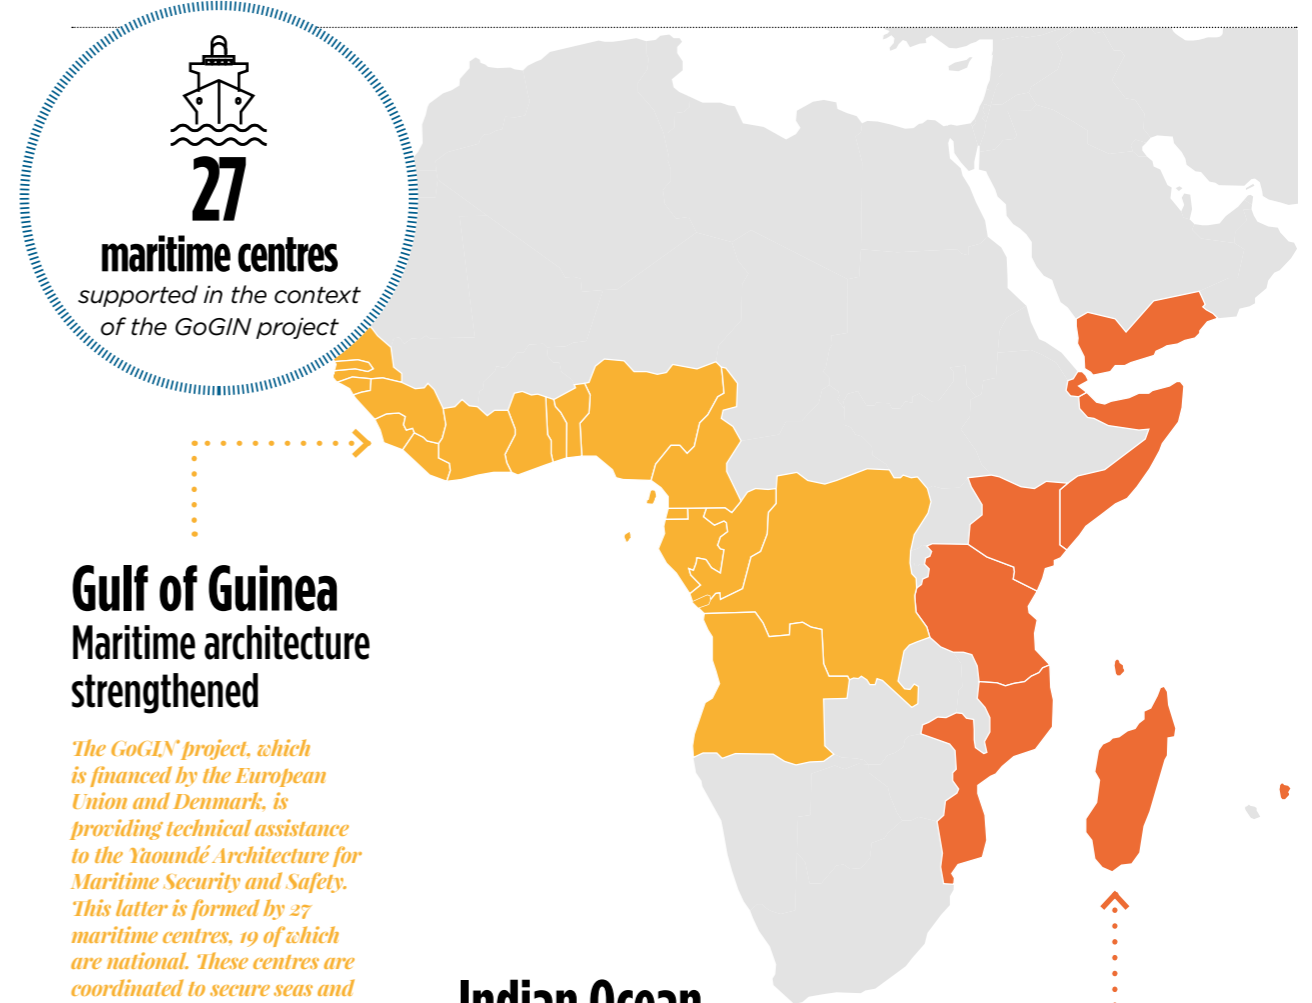 27
maritime centres
supported in the context
of the GoGIN project
Gulf of Guinea
Maritime architecture
strengthened
The GoGIN project, which
is financed by the European
Union and Denmark, is
providing technical assistance
to the Yaoundé Architecture for
Maritime Security and Safety.
This latter is formed by 27
maritime centres, 19 of which
are national. These centres are
coordinated to secure seas and
Indian Ocean